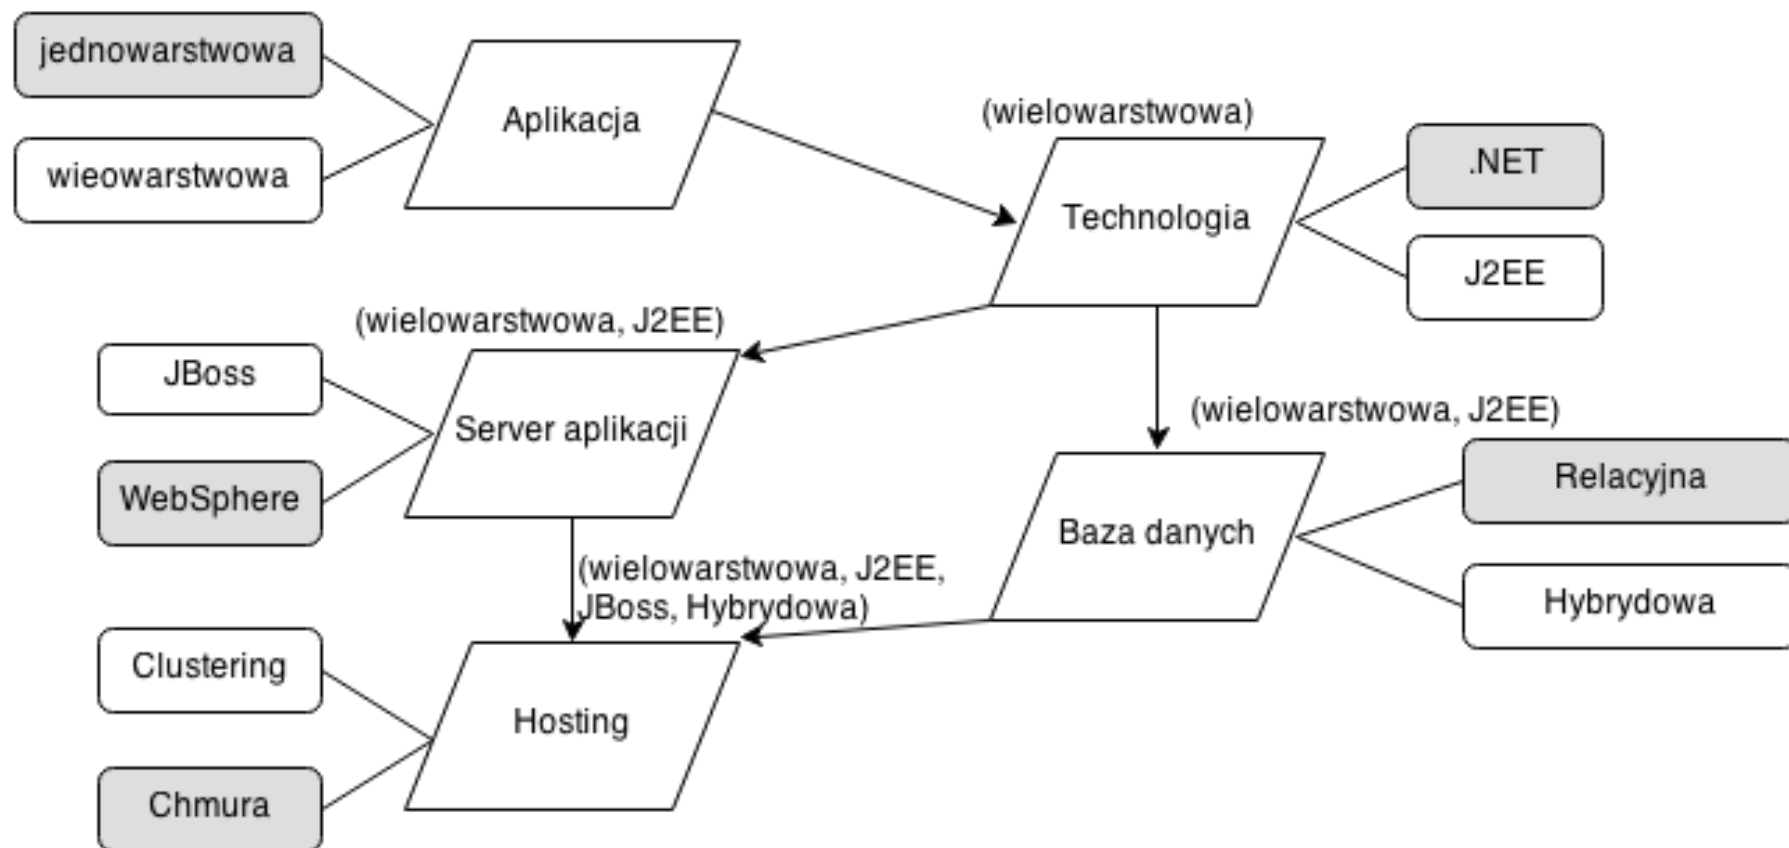 jednowarstwowa
wieowarstwowa
Aplikacja
(wielowarstwowa)
Technologia
.NET
J2EE
(wielowarstwowa, J2EE)
JBoss
WebSphere
Server aplikacji
(wielowarstwowa, J2EE)
Baza danych
Relacyjna
Hybrydowa
(wielowarstwowa, J2EE,
JBoss, Hybrydowa)
Clustering
Chmura
Hosting